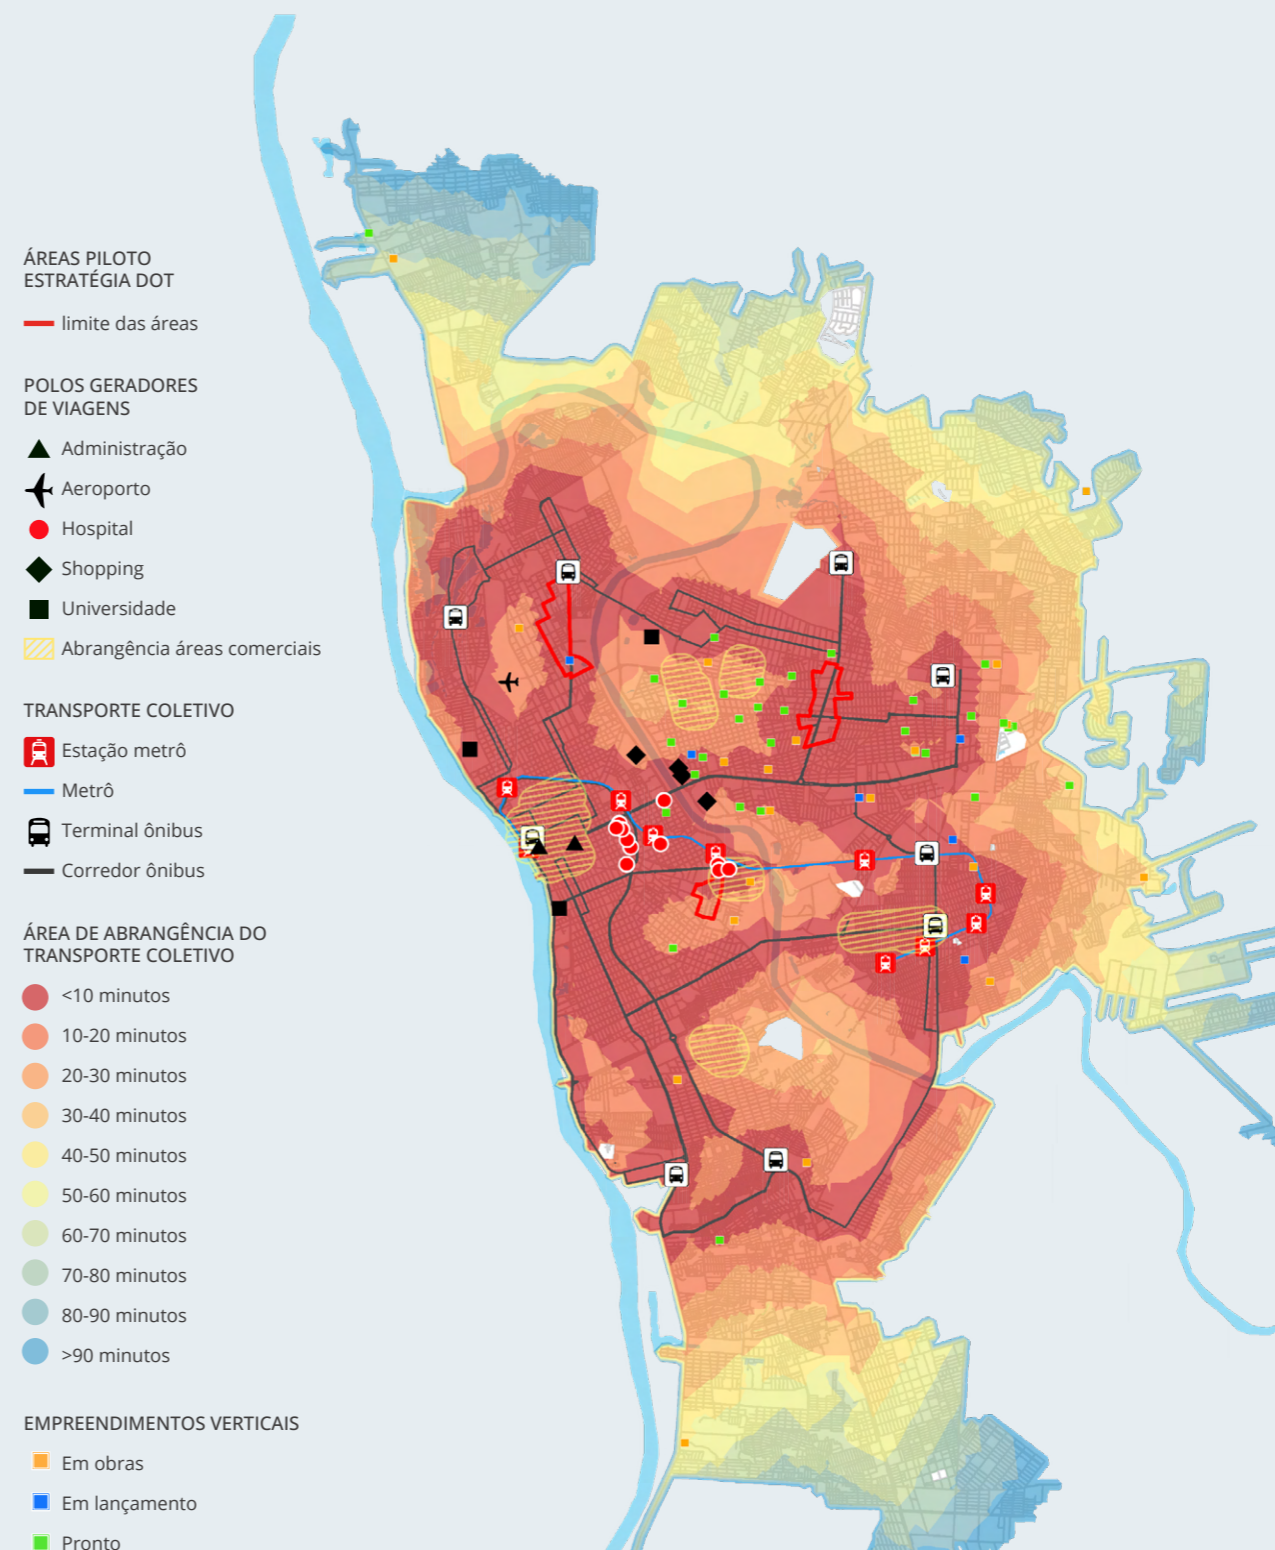 ÁREAS PILOTO
ESTRATÉGIA DOT
limite das áreas
POLOS GERADORES
DE VIAGENS
Administração
Aeroporto
Hospital
Shopping
Universidade
Abrangência áreas comerciais
TRANSPORTE COLETIVO
Estação metrô
Metrô
Terminal ônibus
Corredor ônibus
ÁREA DE ABRANGÊNCIA DO
TRANSPORTE COLETIVO
<10 minutos
10-20 minutos
20-30 minutos
30-40 minutos
40-50 minutos
50-60 minutos
60-70 minutos
70-80 minutos
80-90 minutos
>90 minutos
EMPREENDIMENTOS VERTICAIS
Em obras
Em lançamento
Pronto